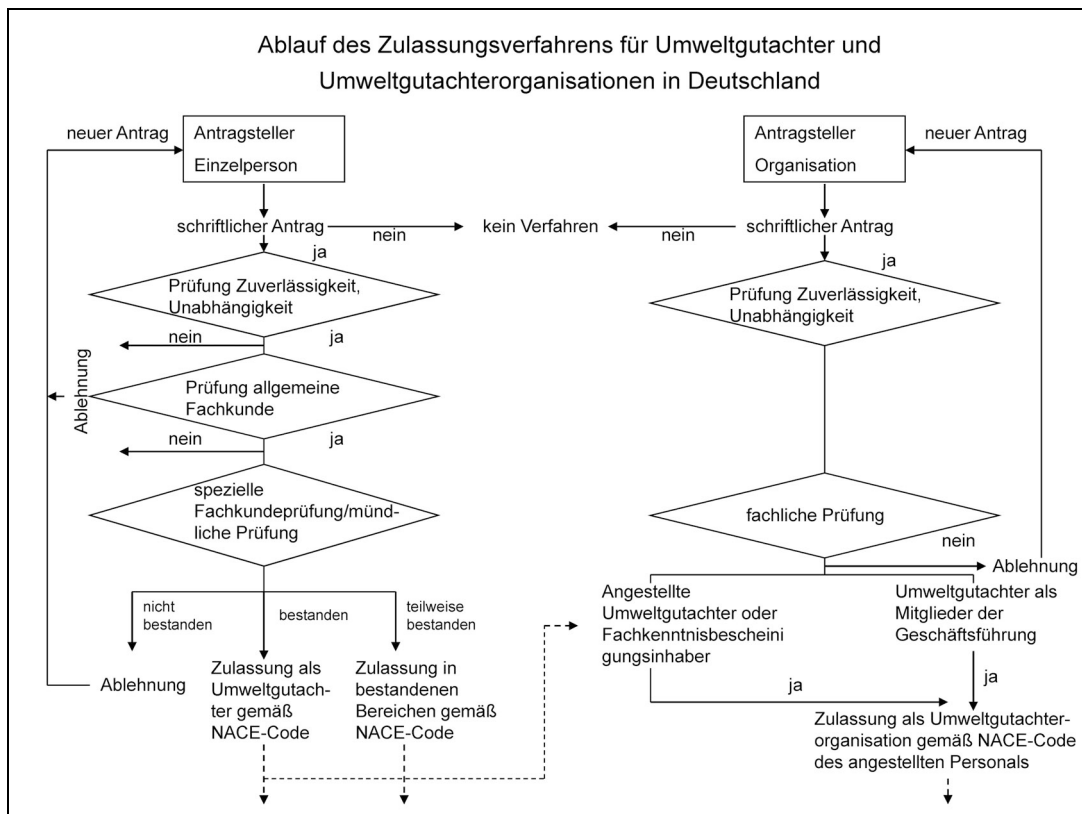 Ablauf des Zulassungsverfahrens für Umweltgutachter und
Umweltgutachterorganisationen in Deutschland
neuer Antrag
Antragsteller
Einzelperson
schriftlicher Antrag
nein
kein Verfahren
ja
Prüfung Zuverlässigkeit,
Unabhängigkeit
nein
ja
Ablehnung
Prüfung allgemeine
Fachkunde
nein
ja
spezielle
Fachkundeprüfung/münd-
liche Prüfung
nicht
bestanden
bestanden
teilweise
bestanden
Ablehnung
Zulassung als
Umweltgutach-
ter gemäß
NACE-Code
Zulassung in
bestandenen
Bereichen gemäß
NACE-Code
Antragsteller
Organisation
neuer Antrag
nein
schriftlicher Antrag
ja
Prüfung Zuverlässigkeit,
Unabhängigkeit
fachliche Prüfung
nein
Ablehnung
Angestellte
Umweltgutachter oder
Fachkenntnisbescheini
gungsinhaber
Umweltgutachter als
Mitglieder der
Geschäftsführung
ja
ja
Zulassung als Umweltgutachter-
organisation gemäß NACE-Code
des angestellten Personals